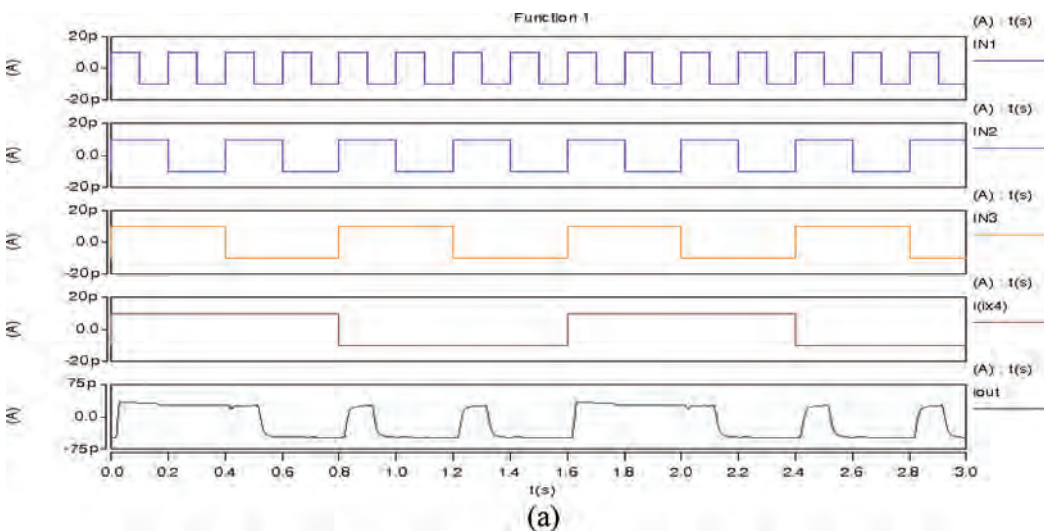 Function 1
(A) : t(s)
20p
IN1
(A)
0.0
-20p
(A) : t(s)
20p
IN2
(A)
0.0
-20p
(A) : t(s)
20p
IN3
(A)
0.0
-20p
(A) : t(s)
20p
i(ix4)
(A)
0.0
-20p
(A) : t(s)
75p
iout
(A)
0.0
-75p
0.0 0.2 0.4 0.6 0.8 1.0 1.2 1.4 1.6 1.8 2.0 2.2 2.4 2.6 2.8 3.0
t(s)
(a)